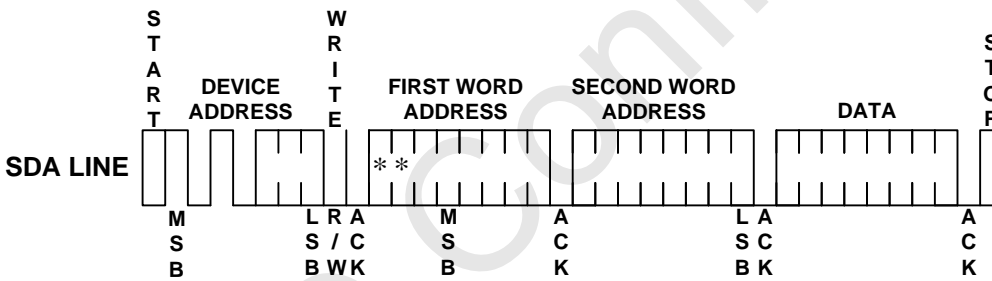 START
WRITE
STOP
DEVICE
ADDRESS
FIRST WORD
ADDRESS
SECOND WORD
ADDRESS
DATA
SDA LINE
* *
MSB
LSB
R/W
ACK
MSB
ACK
LSB
ACK
ACK